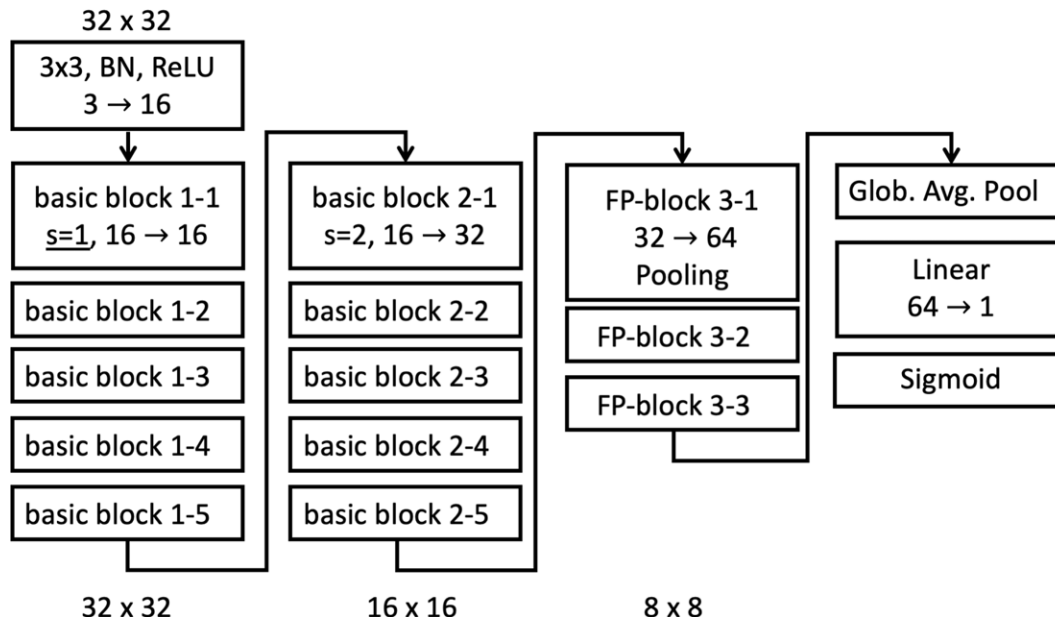 32 x 32
3x3, BN, ReLU
3 → 16
basic block 1-1
s=1, 16 → 16
basic block 1-2
basic block 1-3
basic block 1-4
basic block 1-5
32 x 32
basic block 2-1
s=2, 16 → 32
basic block 2-2
basic block 2-3
basic block 2-4
basic block 2-5
16 x 16
FP-block 3-1
32 → 64
Pooling
FP-block 3-2
FP-block 3-3
8 x 8
Glob. Avg. Pool
Linear
64 → 1
Sigmoid